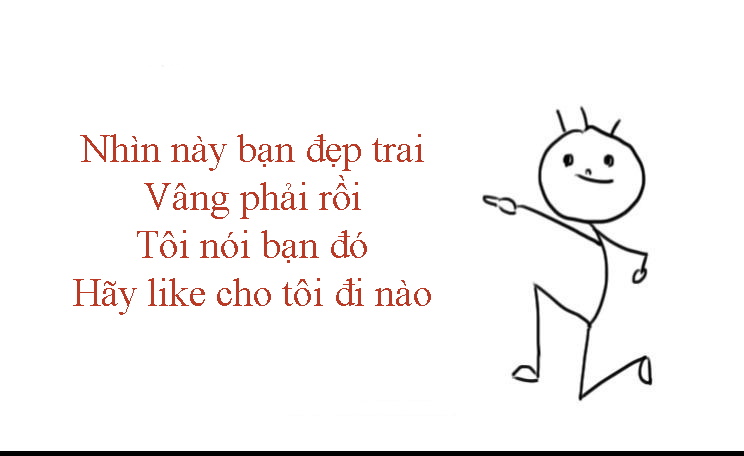 Nhìn này bạn đẹp trai
Vâng phải rồi
Tôi nói bạn đó
Hãy like cho tôi đi nào